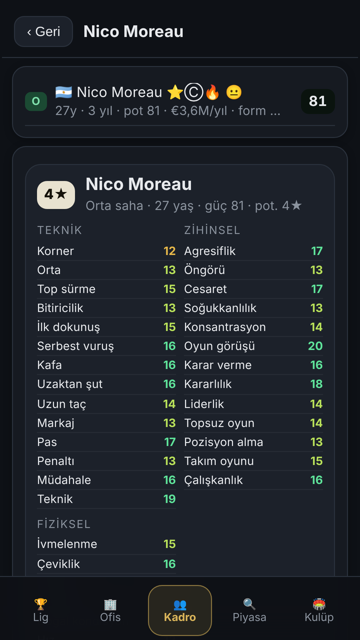 ‹ Geri Nico Moreau
O Nico Moreau ⭐Ⓒ🔥 😐 81
27y · 3 yıl · pot 81 · €3,6M/yıl · form ...
4★ Nico Moreau
Orta saha · 27 yaş · güç 81 · pot. 4★
TEKNİK
Korner 12
Orta 13
Top sürme 15
Bitiricilik 13
İlk dokunuş 15
Serbest vuruş 16
Kafa 16
Uzaktan şut 16
Uzun taç 14
Markaj 13
Pas 17
Penaltı 13
Müdahale 16
Teknik 19
ZİHİNSEL
Agresiflik 17
Öngörü 13
Cesaret 17
Soğukkanlılık 13
Konsantrasyon 14
Oyun görüşü 20
Karar verme 16
Kararlılık 18
Liderlik 14
Topsuz oyun 14
Pozisyon alma 13
Takım oyunu 15
Çalışkanlık 16
FİZİKSEL
İvmelenme 15
Çeviklik 16
Lig Ofis Kadro Piyasa Kulüp